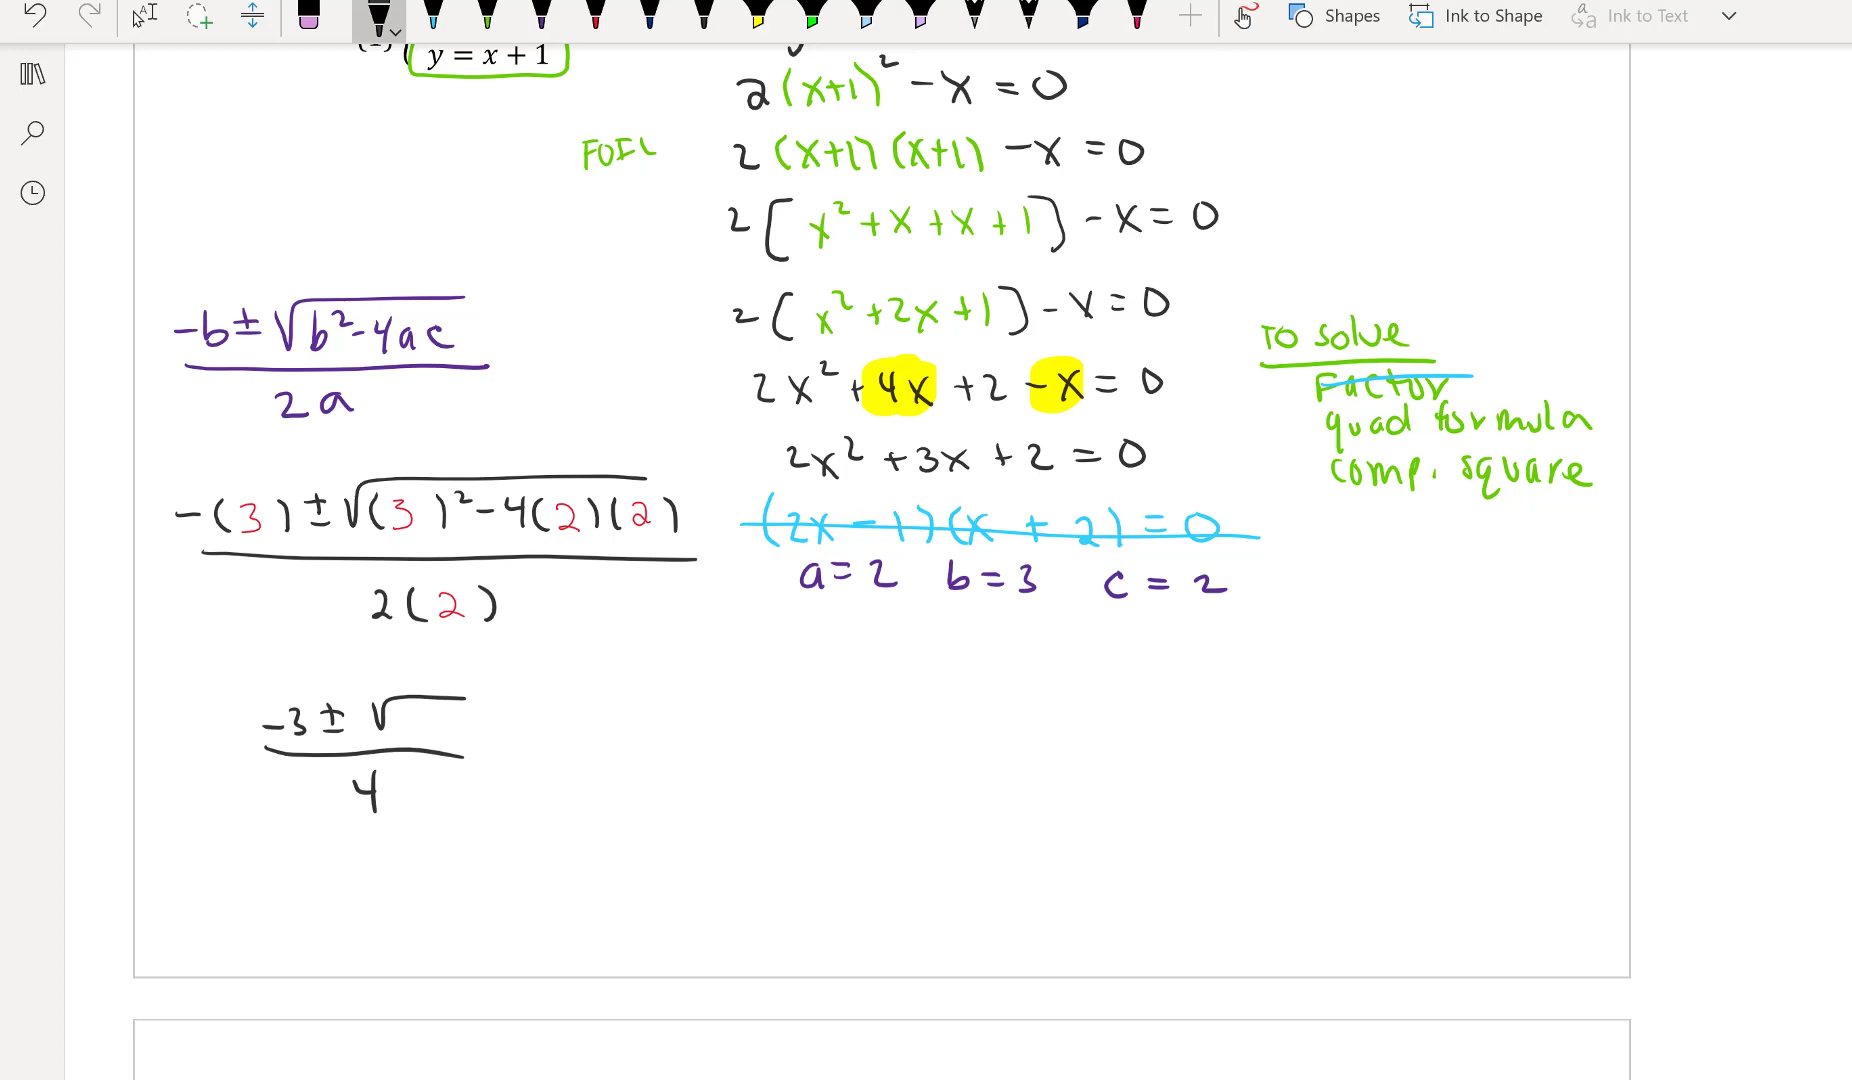 Shapes Ink to Shape Ink to Text
y = x + 1
2(x+1)² - x = 0
FOIL 2(x+1)(x+1) - x = 0
2[x² + x + x + 1] - x = 0
2(x² + 2x + 1) - x = 0
2x² + 4x + 2 - x = 0
2x² + 3x + 2 = 0
(2x - 1)(x + 2) = 0
a = 2 b = 3 c = 2
To solve
Factor
quad formula
comp. square
-b ± √b² - 4ac
2a
-(3) ± √(3)² - 4(2)(2)
2(2)
-3 ± √
4